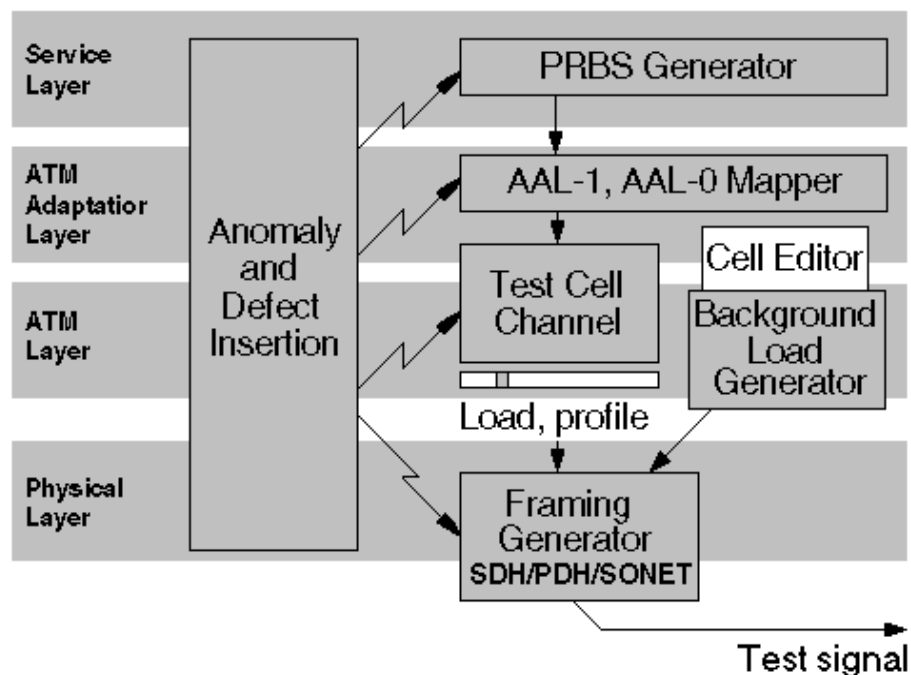 Service
Layer
PRBS Generator
ATM
Adaptatior
Layer
AAL-1, AAL-0 Mapper
Anomaly
and
Defect
Insertion
Test Cell
Channel
Cell Editor
Background
Load
Generator
ATM
Layer
Load, profile
Physical
Layer
Framing
Generator
SDH/PDH/SONET
Test signal